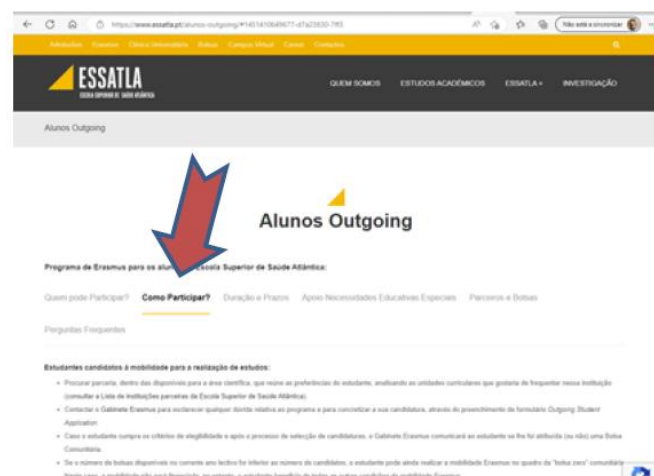 https://www.essatla.pt/alunos-outgoing/#1451410649677-d7a23930-7ff3
Não está a sincronizar
Erasmus Clínica Universitária Bolsas Campus Virtual Career Contactos
ESSATLA
ESCOLA SUPERIOR DE SAÚDE ATLÂNTICA
QUEM SOMOS ESTUDOS ACADÉMICOS ESSATLA + INVESTIGAÇÃO
Alunos Outgoing
Alunos Outgoing
Programa de Erasmus para os Escola Superior de Saúde Atlântica:
Quem pode Participar? Como Participar? Duração e Prazos Apoio Necessidades Educativas Especiais Parceiros e Bolsas
Perguntas Frequentes
Estudantes candidatos à mobilidade para a realização de estudos:
Procurar parceria, dentro das disponíveis para a área científica, que reúne as preferências do estudante, analisando as unidades curriculares que gostaria de frequentar nessa instituição
(consultar a Lista de Instituições parceiras da Escola Superior de Saúde Atlântica).
Contactar o Gabinete Erasmus para esclarecer qualquer dúvida relativa ao programa e para concretizar a sua candidatura, através do preenchimento do formulário Outgoing Student
Application.
Caso o estudante cumpra os critérios de elegibilidade e após o processo de selecção de candidaturas, o Gabinete Erasmus comunicará ao estudante se lhe foi atribuída (ou não) uma Bolsa
Comunitária.
Se o número de bolsas disponíveis no corrente ano lectivo for inferior ao número de candidatos, o estudante pode ainda realizar a mobilidade Erasmus no quadro da "bolsa zero" comunitária